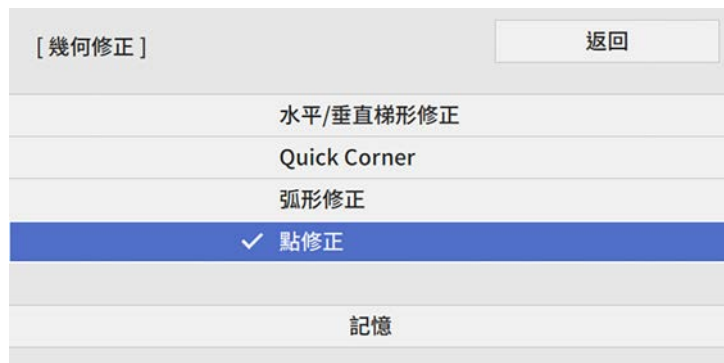 [ 幾何修正 ]
返回
水平/垂直梯形修正
Quick Corner
弧形修正
點修正
記憶